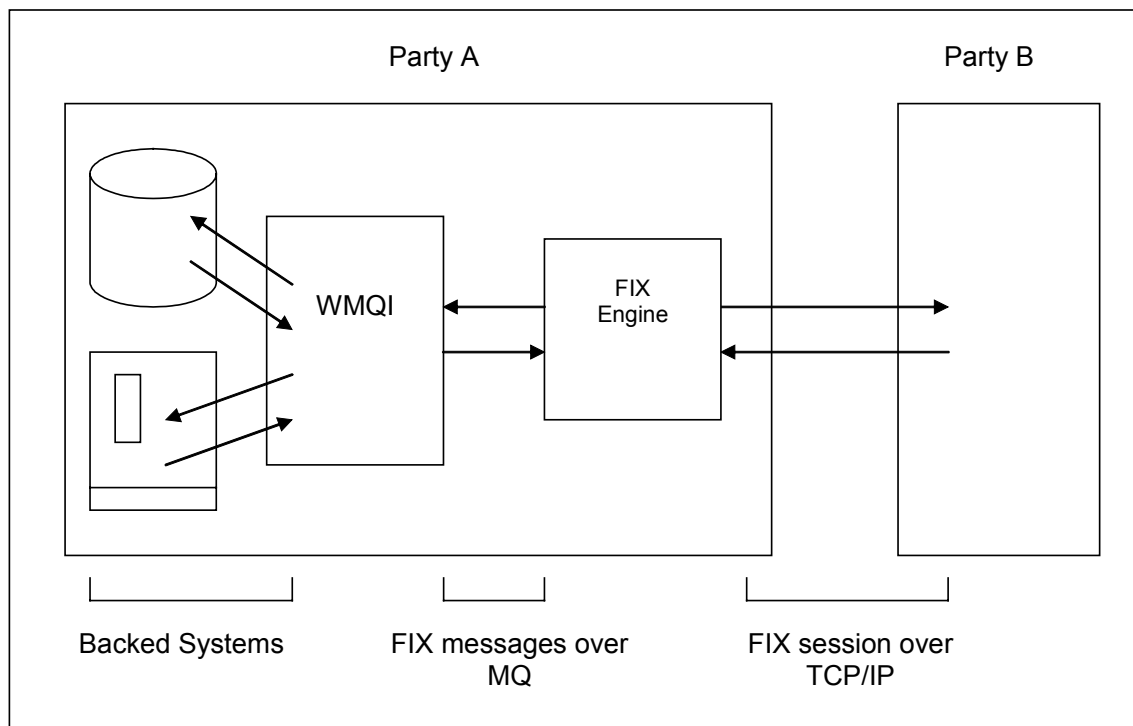 Party A
Party B
WMQI
FIX
Engine
Backed Systems
FIX messages over
MQ
FIX session over
TCP/IP